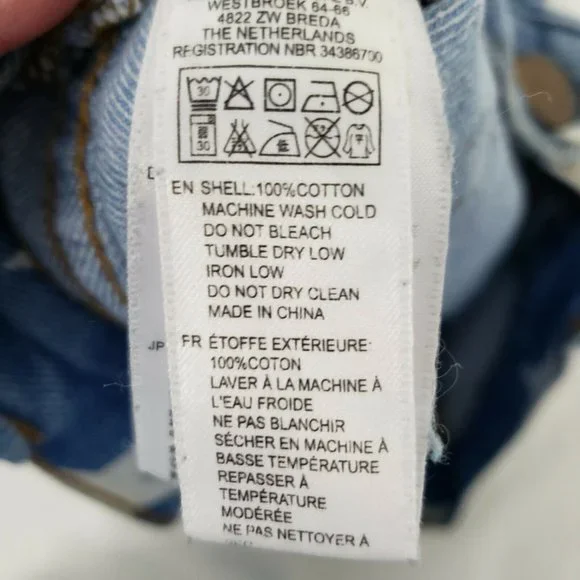 B.V.
WESTBROEK 64-66
4822 ZW BREDA
THE NETHERLANDS
REGISTRATION NBR 34386700
30
30
EN SHELL:100%COTTON
MACHINE WASH COLD
DO NOT BLEACH
TUMBLE DRY LOW
IRON LOW
DO NOT DRY CLEAN
MADE IN CHINA
JP
FR ÉTOFFE EXTÉRIEURE:
100%COTON
LAVER À LA MACHINE À
L'EAU FROIDE
NE PAS BLANCHIR
SÉCHER EN MACHINE À
BASSE TEMPÉRATURE
REPASSER À
TEMPÉRATURE
MODÉRÉE
NE PAS NETTOYER À